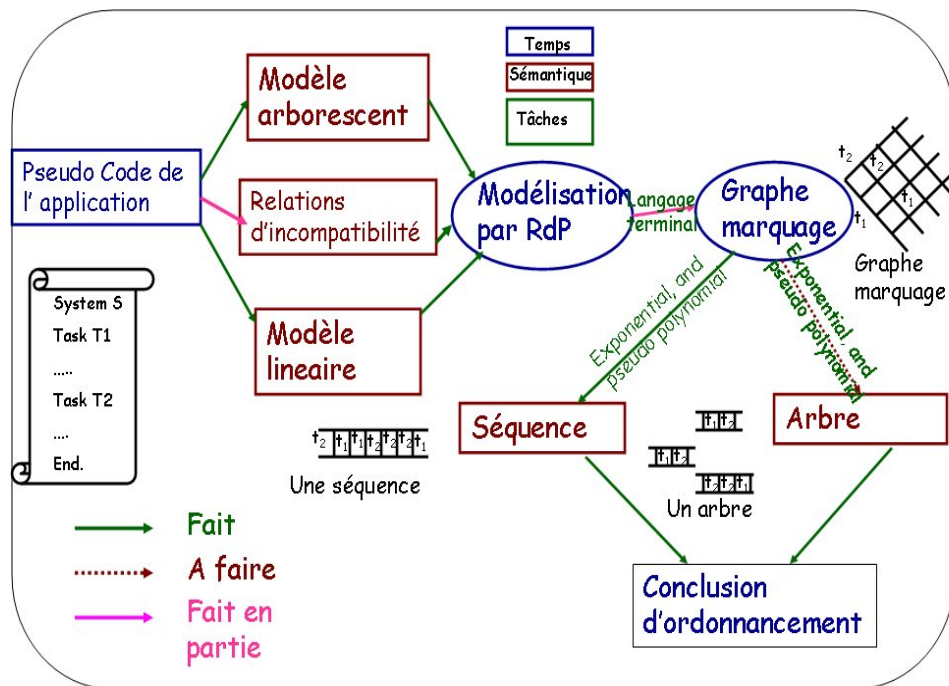 Temps
Sémantique
Tâches
Modèle
arborescent
Pseudo Code de
l' application
Relations
d'incompatibilité
Modélisation
par RdP
Langage
terminal
Graphe
marquage
t2
t2
t1
t1
Graphe
marquage
System S
Task T1
.....
Task T2
....
End.
Modèle
lineaire
Exponential, and
pseudo polynomial
Exponential, and
pseudo polynomial
Séquence
Arbre
t2 t1 t1 t2 t2 t2 t1
Une séquence
t1 t2
t1 t2
t2 t2 t1
Un arbre
Fait
A faire
Fait en
partie
Conclusion
d'ordonnancement